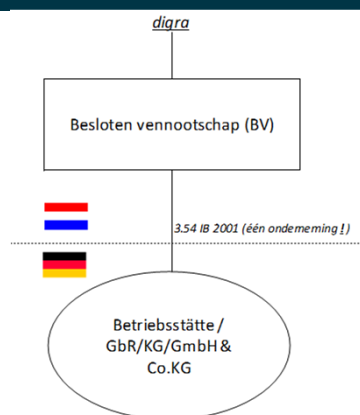 digra
Besloten vennootschap (BV)
3.54 IB 2001 (één onderneming !)
Betriebsstätte /
GbR/KG/GmbH &
Co.KG